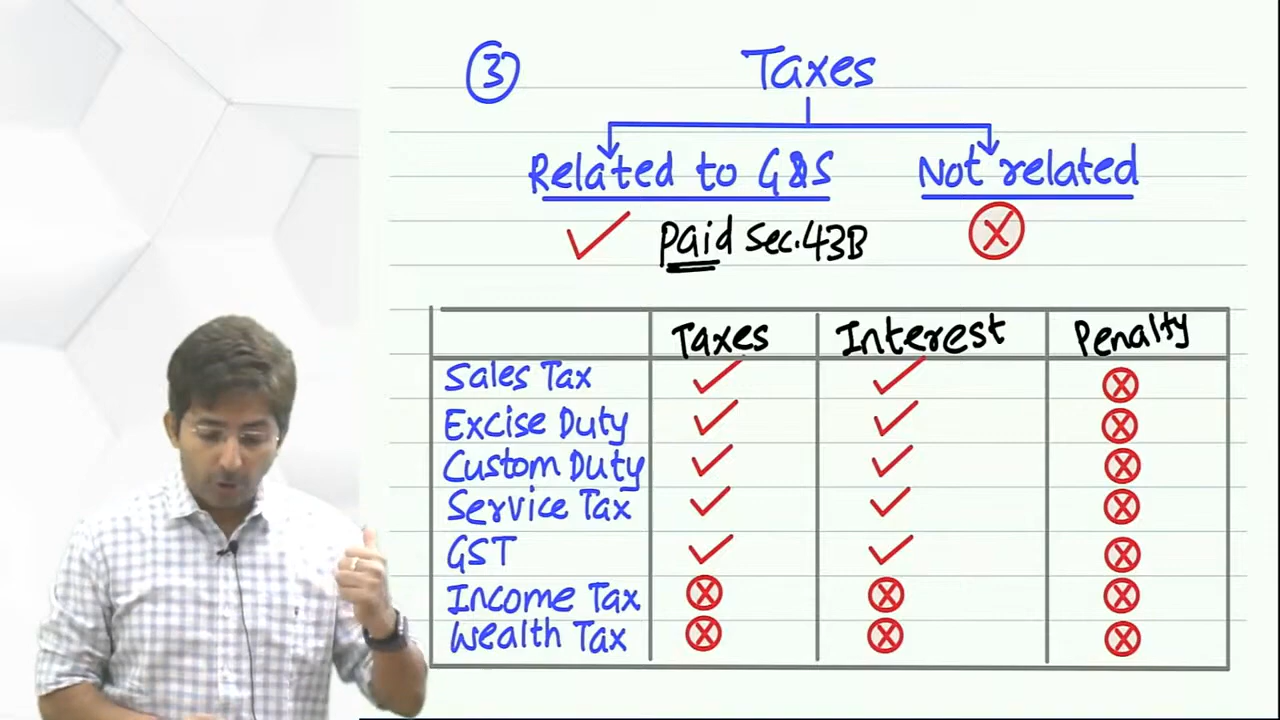 ③ Taxes
Related to G&S Not related
✓ paid Sec.43B ⓧ
Taxes Interest Penalty
Sales Tax ✓ ✓ ⓧ
Excise Duty ✓ ✓ ⓧ
Custom Duty ✓ ✓ ⓧ
Service Tax ✓ ✓ ⓧ
GST ✓ ✓ ⓧ
Income Tax ⓧ ⓧ ⓧ
Wealth Tax ⓧ ⓧ ⓧ